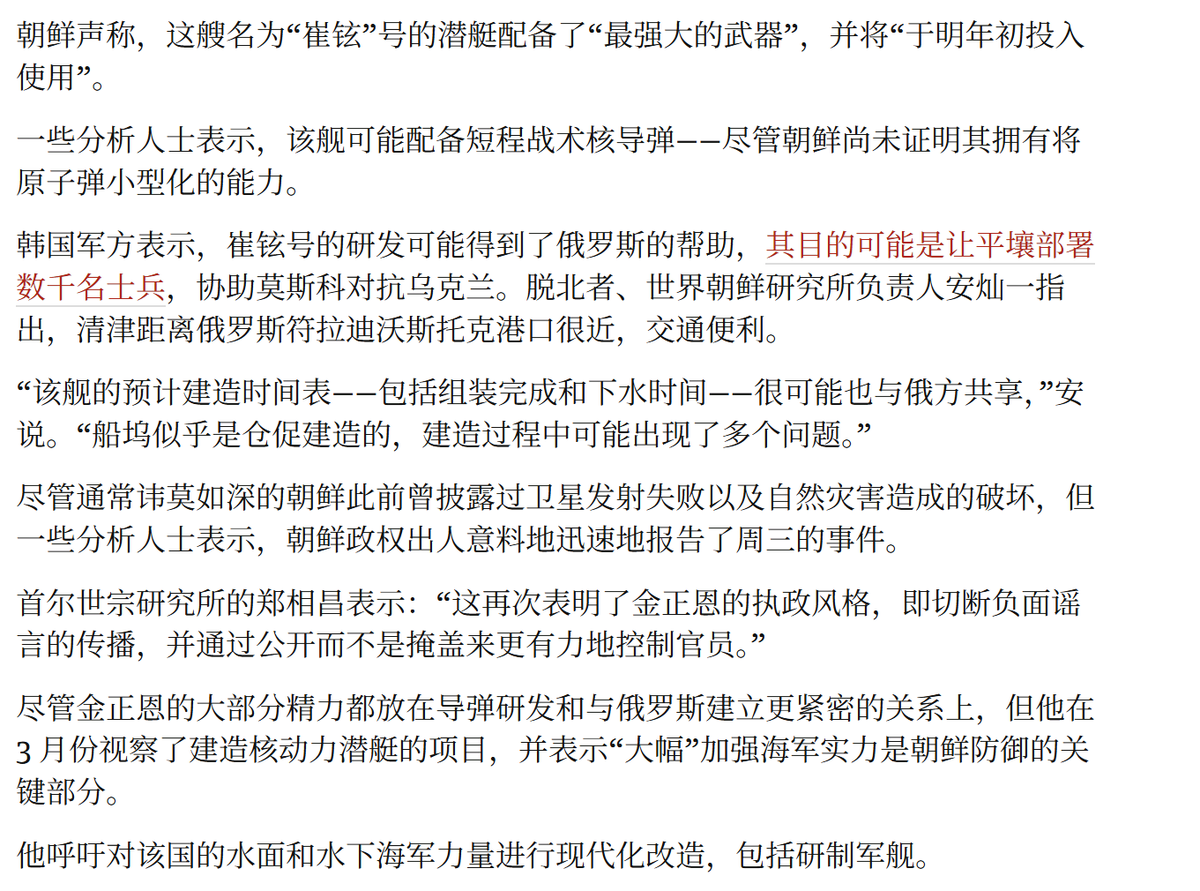 朝鲜声称，这艘名为“崔铉”号的潜艇配备了“最强大的武器”，并将“于明年初投入
使用”。
一些分析人士表示，该舰可能配备短程战术核导弹——尽管朝鲜尚未证明其拥有将
原子弹小型化的能力。
韩国军方表示，崔铉号的研发可能得到了俄罗斯的帮助，其目的可能是让平壤部署
数千名士兵，协助莫斯科对抗乌克兰。脱北者、世界朝鲜研究所负责人安灿一指
出，清津距离俄罗斯符拉迪沃斯托克港口很近，交通便利。
“该舰的预计建造时间表——包括组装完成和下水时间——很可能也与俄方共享，”安
说。“船坞似乎是仓促建造的，建造过程中可能出现了多个问题。”
尽管通常讳莫如深的朝鲜此前曾披露过卫星发射失败以及自然灾害造成的破坏，但
一些分析人士表示，朝鲜政权出人意料地迅速地报告了周三的事件。
首尔世宗研究所的郑相昌表示：“这再次表明了金正恩的执政风格，即切断负面谣
言的传播，并通过公开而不是掩盖来更有力地控制官员。”
尽管金正恩的大部分精力都放在导弹研发和与俄罗斯建立更紧密的关系上，但他在
3 月份视察了建造核动力潜艇的项目，并表示“大幅”加强海军实力是朝鲜防御的关
键部分。
他呼吁对该国的水面和水下海军力量进行现代化改造，包括研制军舰。